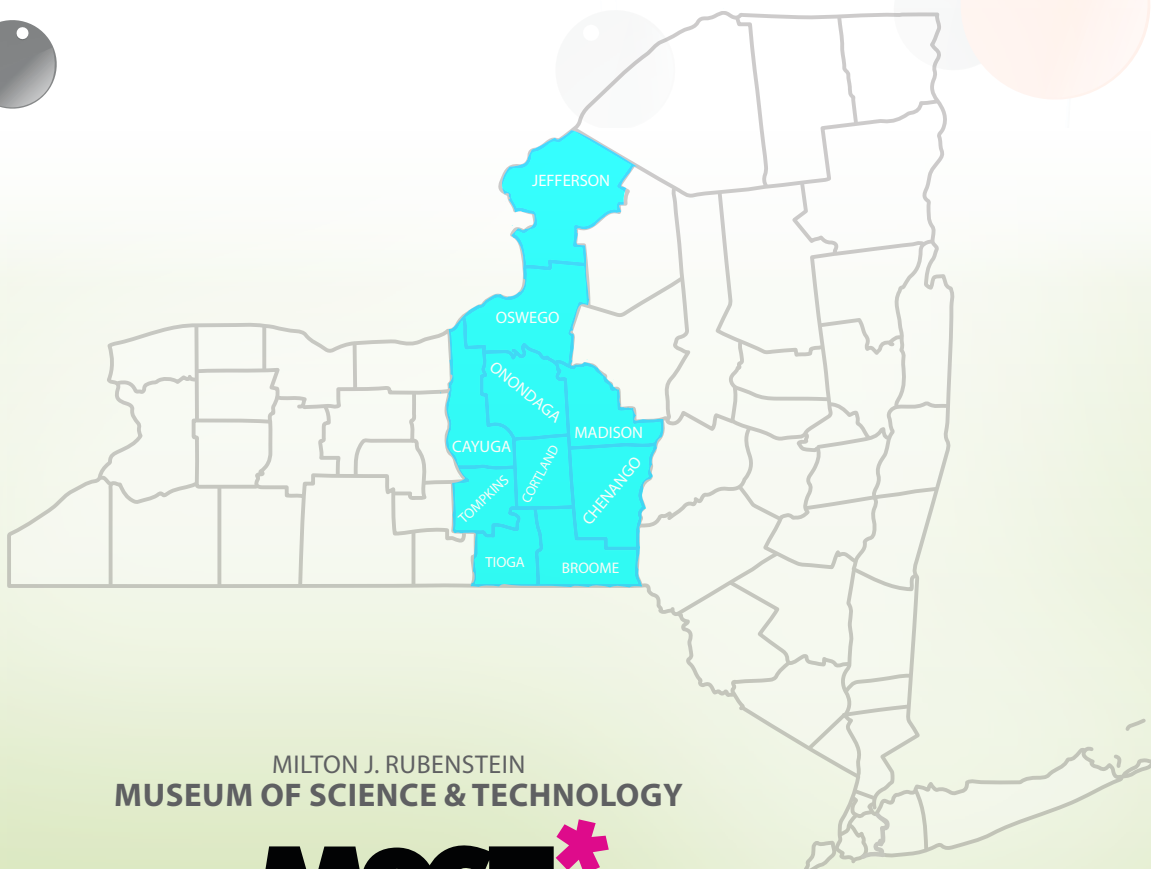 JEFFERSON
OSWEGO
ONONDAGA
MADISON
CAYUGA
CORTLAND
CHENANGO
TOMPKINS
TIOGA
BROOME
MILTON J. RUBENSTEIN
MUSEUM OF SCIENCE & TECHNOLOGY